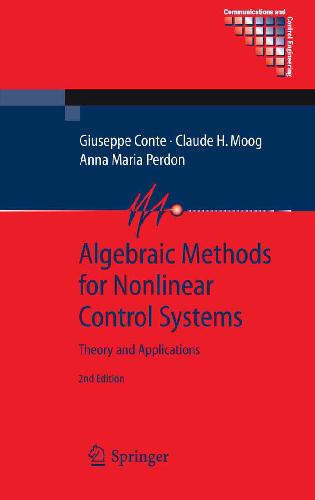 Communications and
Control Engineering
Giuseppe Conte · Claude H. Moog
Anna Maria Perdon
Algebraic Methods
for Nonlinear
Control Systems
Theory and Applications
2nd Edition
Springer